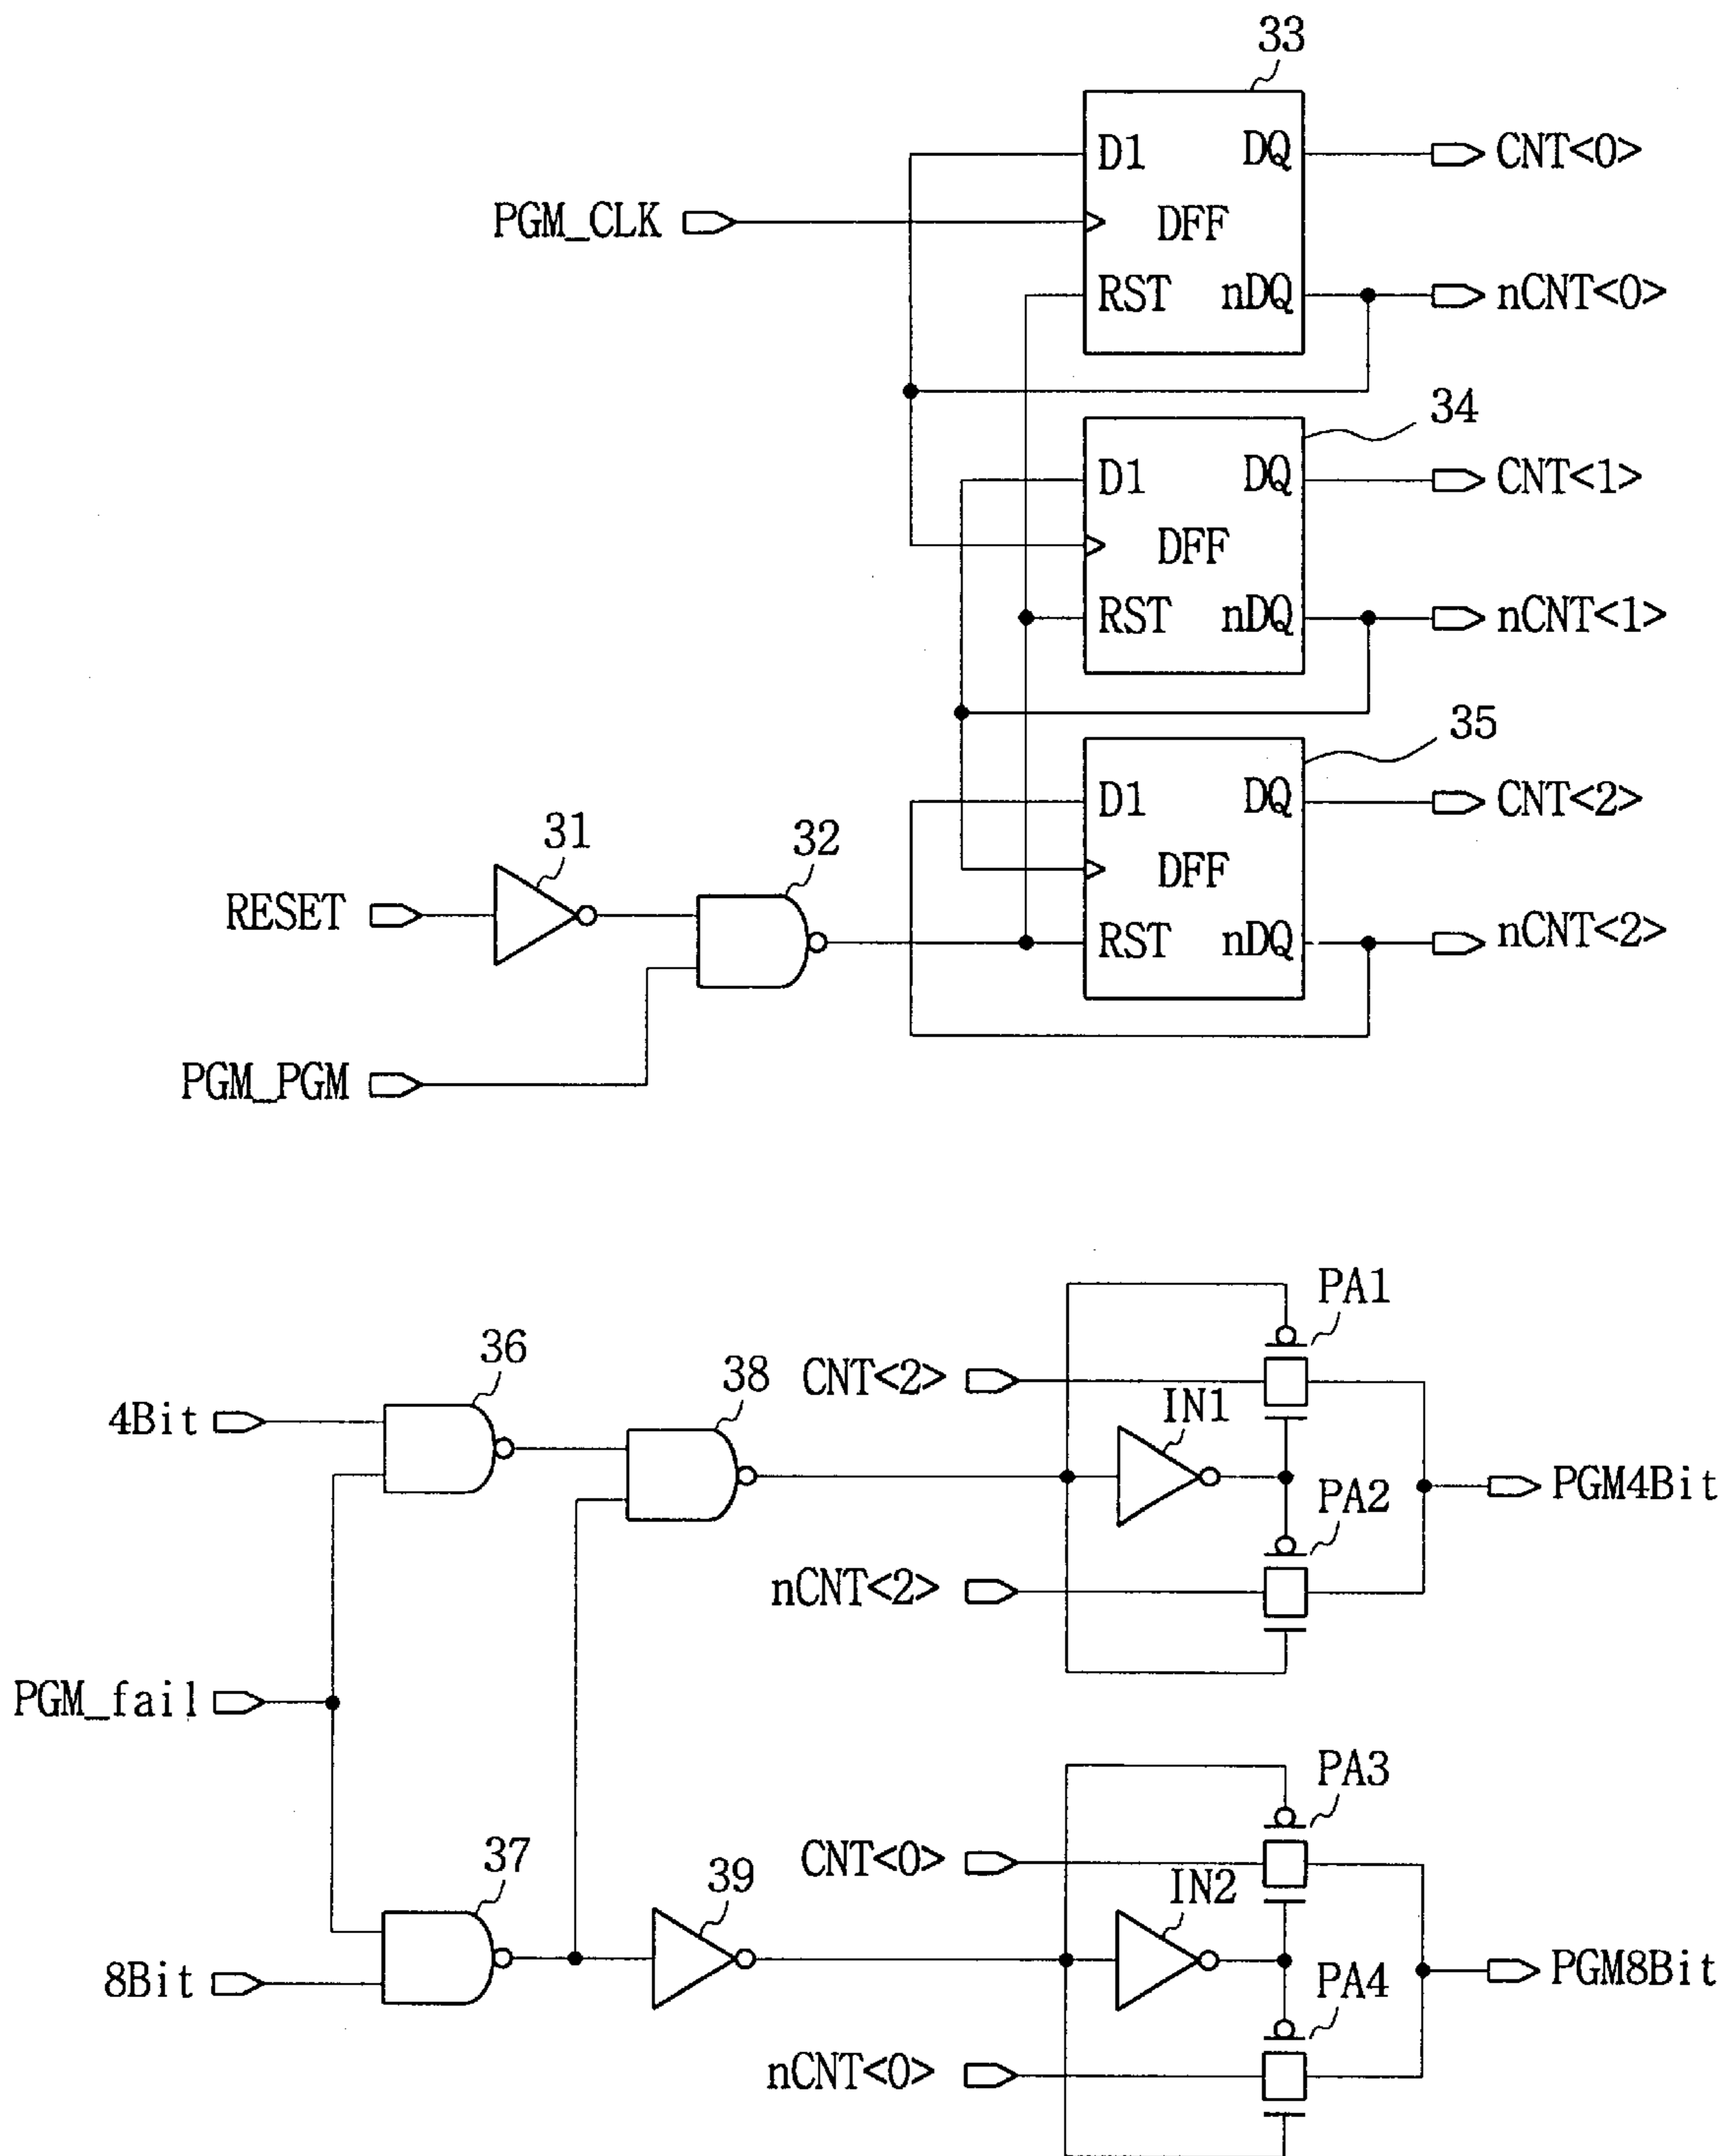 33
D1 DQ CNT<0>
PGM_CLK DFF
RST nDQ nCNT<0>
34
D1 DQ CNT<1>
DFF
RST nDQ nCNT<1>
35
D1 DQ CNT<2>
31 32
DFF
RESET RST nDQ nCNT<2>
PGM_PGM
PA1
36
38 CNT<2>
4Bit IN1
PA2 PGM4Bit
nCNT<2>
PGM_fail
PA3
37 CNT<0>
39 IN2
8Bit PA4 PGM8Bit
nCNT<0>